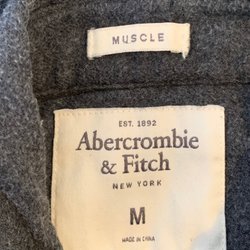 MUSCLE
EST. 1892
Abercrombie
& Fitch
NEW YORK
M
MADE IN CHINA